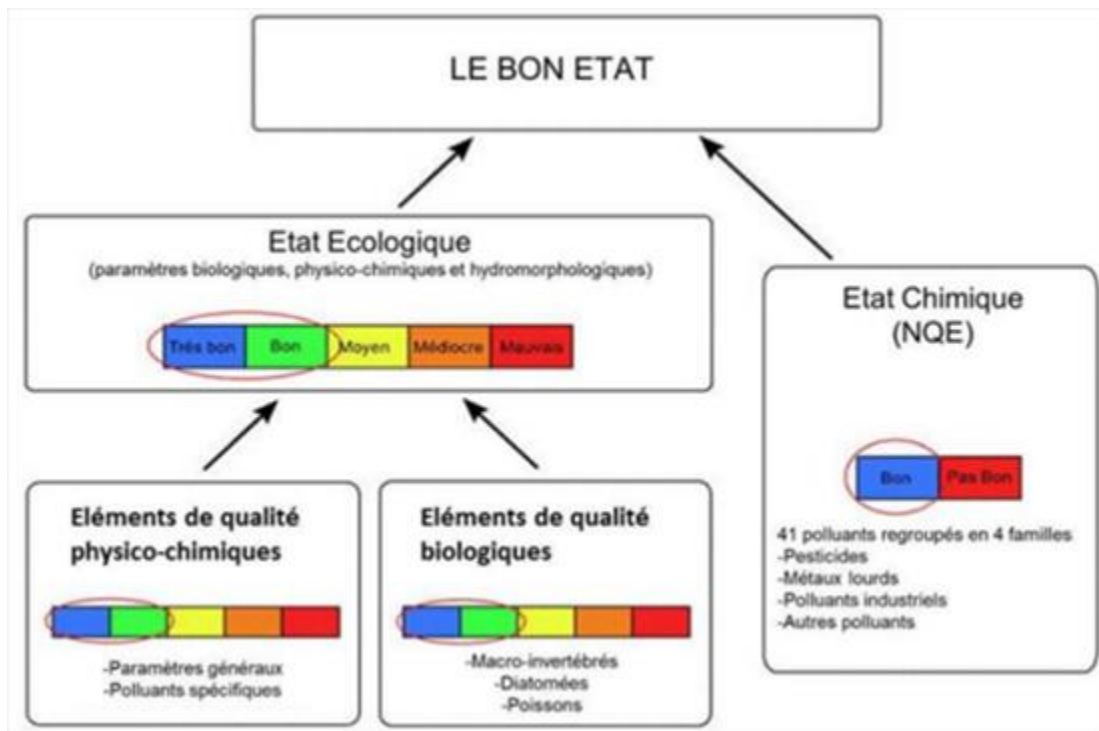 LE BON ETAT
Etat Ecologique
(paramètres biologiques, physico-chimiques et hydromorphologiques)
Trés bon Bon Moyen Médiocre Mauvais
Etat Chimique
(NQE)
Bon Pas Bon
41 polluants regroupés en 4 familles
-Pesticides
-Métaux lourds
-Polluants industriels
-Autres polluants
Eléments de qualité
physico-chimiques
-Paramètres généraux
-Polluants spécifiques
Eléments de qualité
biologiques
-Macro-invertébrés
-Diatomées
-Poissons